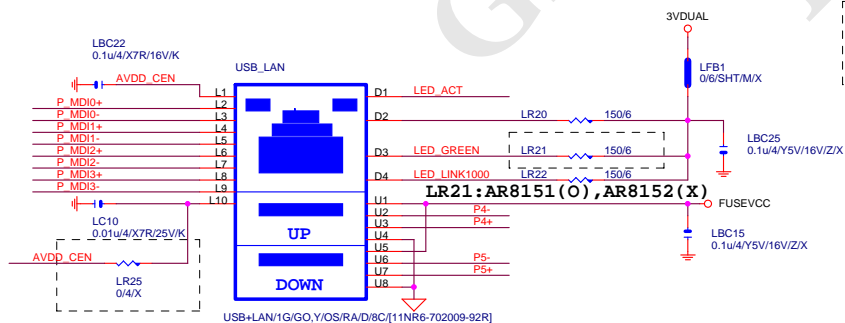 3VDUAL
LBC22
0.1u/4/X7R/16V/K
USB_LAN
LFB1
0/6/SHT/M/X
AVDD_CEN
L1
D1
LED_ACT
P_MDI0+
L2
P_MDI0-
L3
D2
LR20
150/6
P_MDI1+
L4
P_MDI1-
L5
P_MDI2+
L6
D3
LED_GREEN
LR21
150/6
LBC25
0.1u/4/Y5V/16V/Z/X
P_MDI2-
L7
P_MDI3+
L8
D4
LED_LINK1000
LR22
150/6
P_MDI3-
L9
LR21:AR8151(O),AR8152(X)
L10
U1
FUSEVCC
U2
P4-
LC10
0.01u/4/X7R/25V/K
U3
P4+
UP
U4
LBC15
0.1u/4/Y5V/16V/Z/X
U5
AVDD_CEN
U6
P5-
U7
P5+
LR25
0/4/X
DOWN
U8
USB+LAN/1G/GO,Y/OS/RA/D/8C/[11NR6-702009-92R]